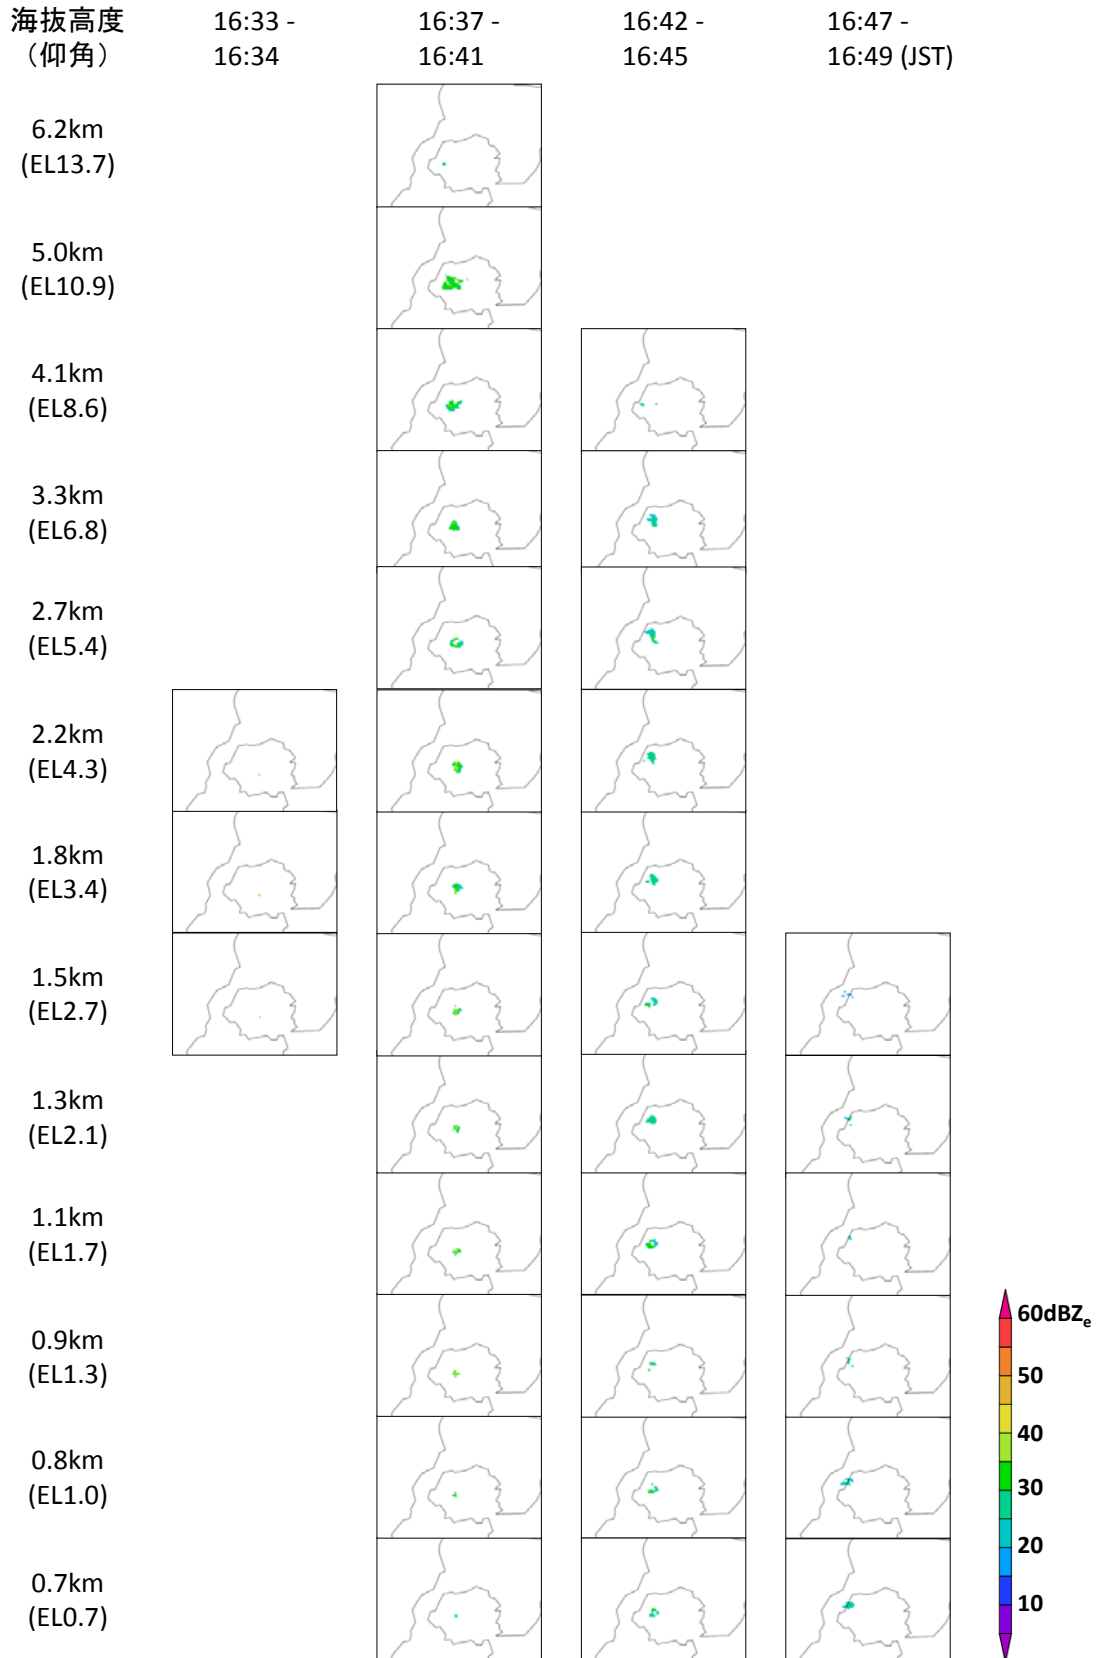 海抜高度
（仰角）
16:33 -
16:34
16:37 -
16:41
16:42 -
16:45
16:47 -
16:49 (JST)
6.2km
(EL13.7)
5.0km
(EL10.9)
4.1km
(EL8.6)
3.3km
(EL6.8)
2.7km
(EL5.4)
2.2km
(EL4.3)
1.8km
(EL3.4)
1.5km
(EL2.7)
1.3km
(EL2.1)
1.1km
(EL1.7)
0.9km
(EL1.3)
0.8km
(EL1.0)
0.7km
(EL0.7)
60dBZe
50
40
30
20
10